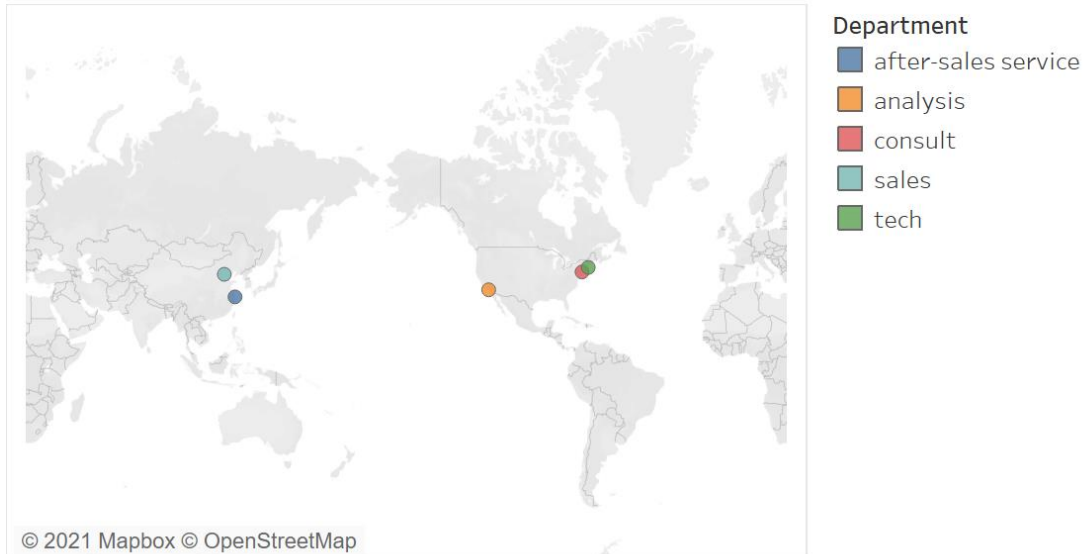 Department
after-sales service
analysis
consult
sales
tech
© 2021 Mapbox © OpenStreetMap